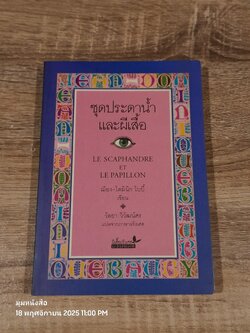 ชุดประดาน้ำ
และผีเสื้อ
LE SCAPHANDRE
ET
LE PAPILLON
ฌ็อง-โดมินิก โบบี้
เขียน
วัลยา วิวัฒน์ศร
แปลจากภาษาฝรั่งเศส
มุมหนังสือ
18 พฤศจิกายน 2025 11:00 PM